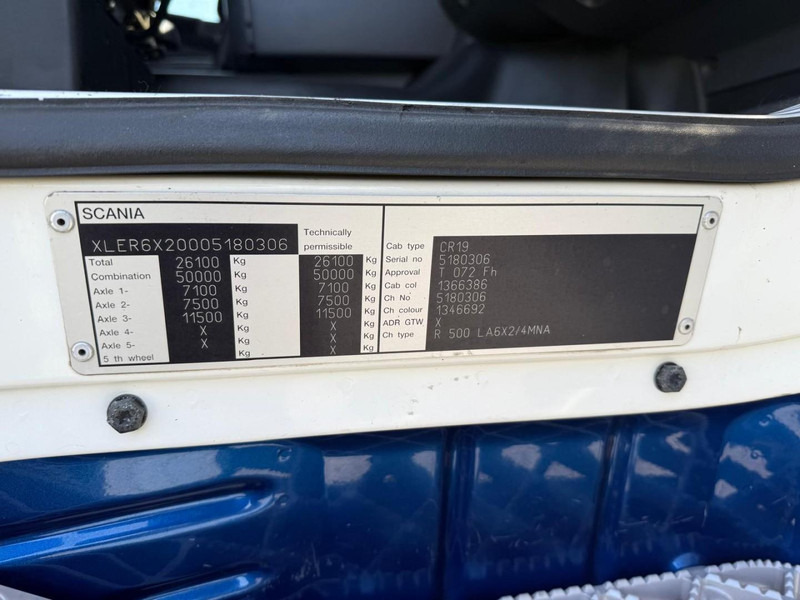 SCANIA
XLER6X20005180306
Technically permissible
Total 26100 Kg 26100 Kg
Combination 50000 Kg 50000 Kg
Axle 1- 7100 Kg 7100 Kg
Axle 2- 7500 Kg 7500 Kg
Axle 3- 11500 Kg 11500 Kg
Axle 4- X Kg X Kg
Axle 5- X Kg X Kg
5 th wheel X Kg X Kg
Cab type CR19
Serial no 5180306
Approval T 072 Fh
Cab col 1366386
Ch No 5180306
Ch colour 1346692
ADR GTW X
Ch type R 500 LA6X2/4MNA